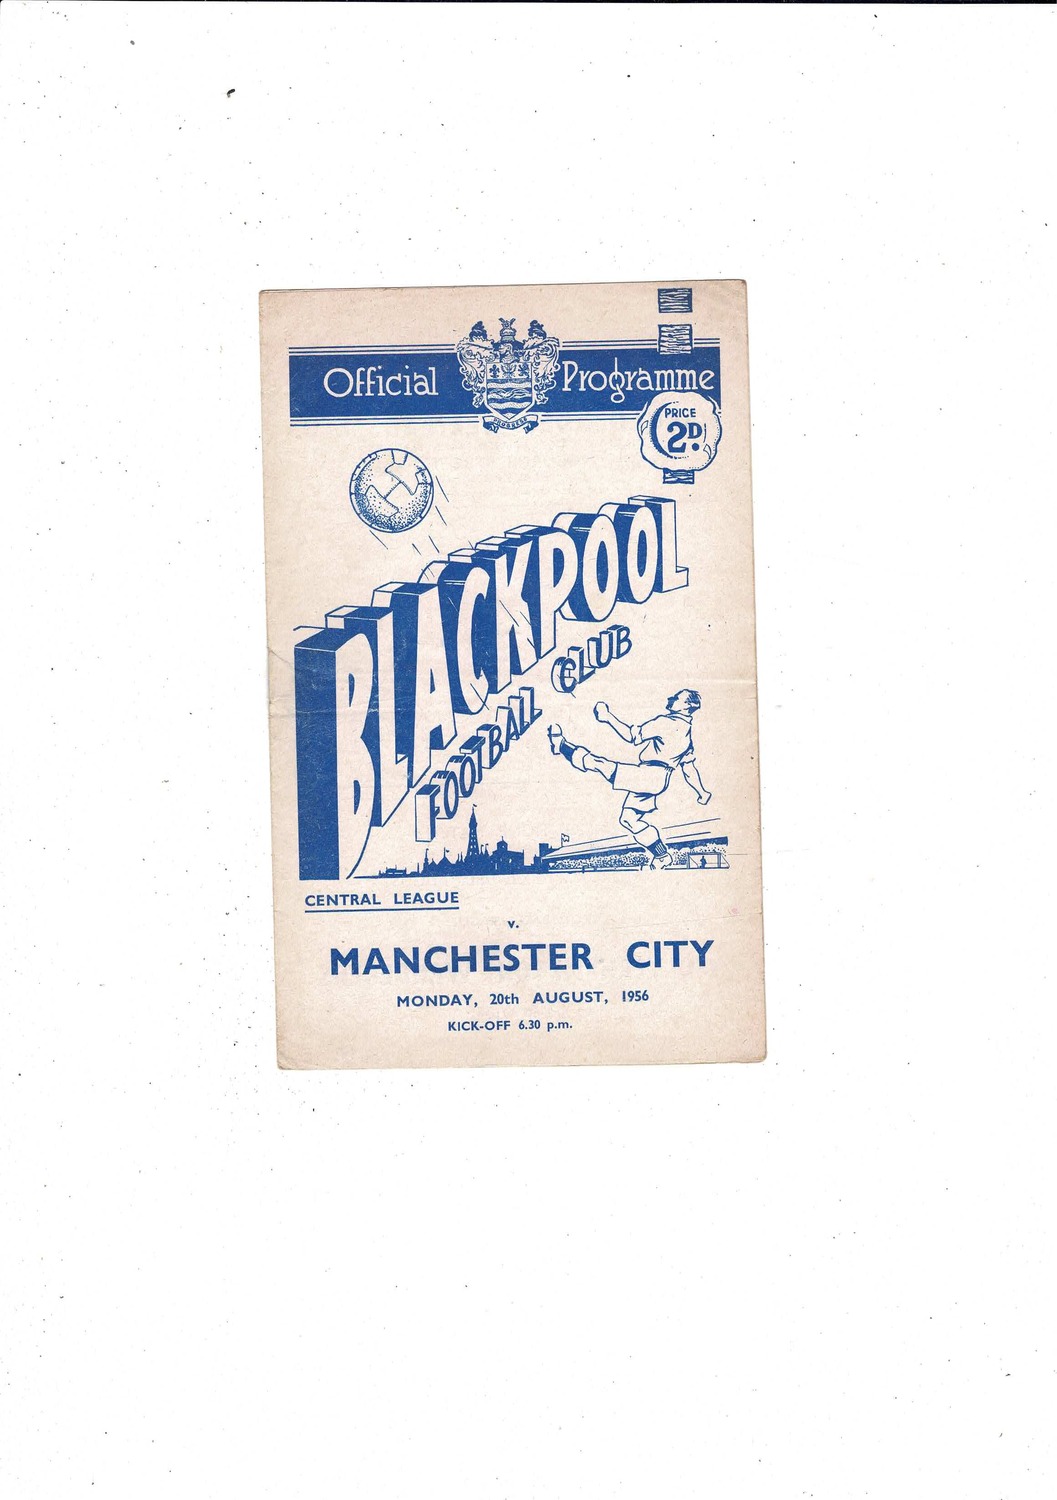 Official Programme
PROGRESS
PRICE
2D.
BLACKPOOL
FOOTBALL CLUB
CENTRAL LEAGUE
v.
MANCHESTER CITY
MONDAY, 20th AUGUST, 1956
KICK-OFF 6.30 p.m.